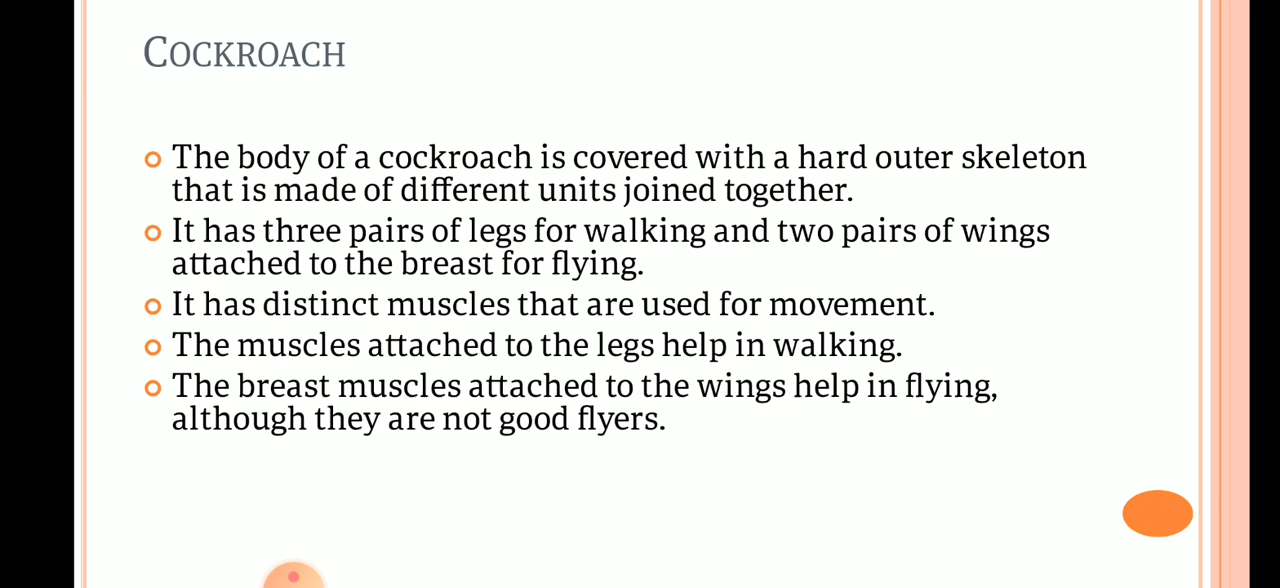 COCKROACH
The body of a cockroach is covered with a hard outer skeleton
that is made of different units joined together.
It has three pairs of legs for walking and two pairs of wings
attached to the breast for flying.
It has distinct muscles that are used for movement.
The muscles attached to the legs help in walking.
The breast muscles attached to the wings help in flying,
although they are not good flyers.